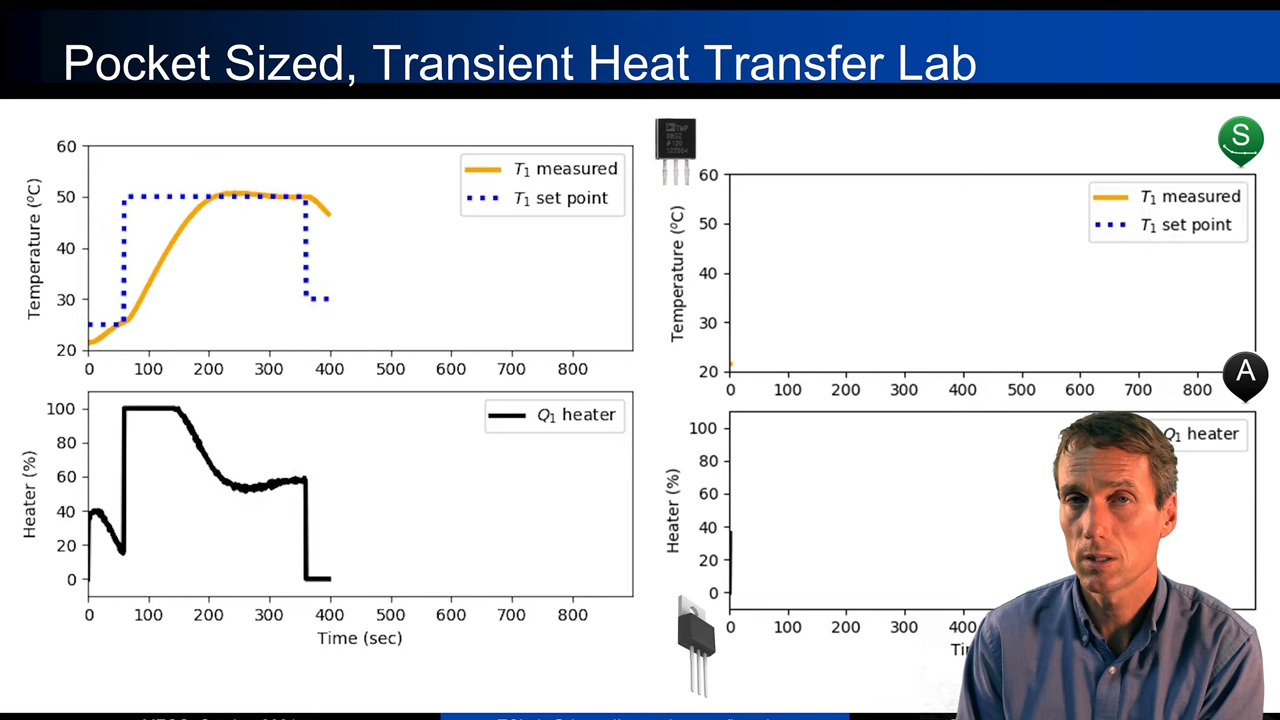 Pocket Sized, Transient Heat Transfer Lab
Temperature (⁰C)
60
50
40
30
20
T₁ measured
T₁ set point
0 100 200 300 400 500 600 700 800
Heater (%)
100
80
60
40
20
0
Q₁ heater
0 100 200 300 400 500 600 700 800
Time (sec)
S
TMP
Temperature (⁰C)
60
50
40
30
20
T₁ measured
T₁ set point
0 100 200 300 400 500 600 700 800
A
Heater (%)
100
80
60
40
20
0
Q₁ heater
0 100 200 300 400